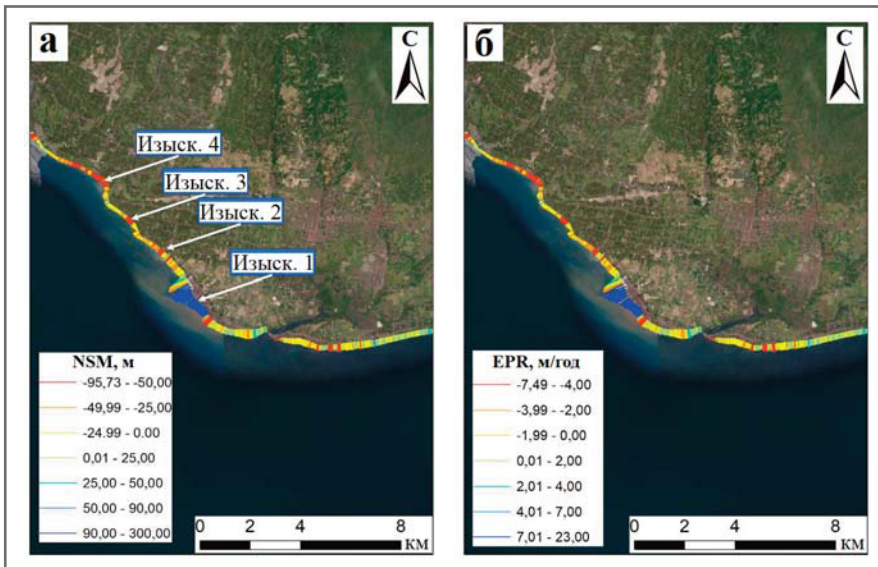 а
С
Изыск. 4
Изыск. 3
Изыск. 2
Изыск. 1
NSM, м
-95,73 - -50,00
-49,99 - -25,00
-24.99 - 0.00
0,01 - 25,00
25,00 - 50,00
50,00 - 90,00
90,00 - 300,00
0 2 4 8
км
б
С
EPR, м/год
-7,49 - -4,00
-3,99 - -2,00
-1,99 - 0,00
0,01 - 2,00
2,01 - 4,00
4,01 - 7,00
7,01 - 23,00
0 2 4 8
км